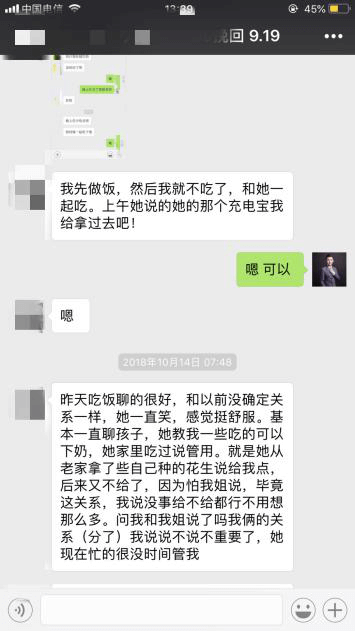 中国电信
13:39
45%
挽回 9.19
我先做饭，然后我就不吃了，和她一
起吃。上午她说的她的那个充电宝我
给拿过去吧！
嗯 可以
嗯
2018年10月14日 07:48
昨天吃饭聊的很好，和以前没确定关
系一样，她一直笑，感觉挺舒服。基
本一直聊孩子，她教我一些吃的可以
下奶，她家里吃过说管用。就是她从
老家拿了些自己种的花生说给我点，
后来又不给了，因为怕我姐说，毕竟
这关系，我说没事给不给都行不用想
那么多。问我和我姐说了吗我俩的关
系（分了）我说说不说不重要了，她
现在忙的很没时间管我